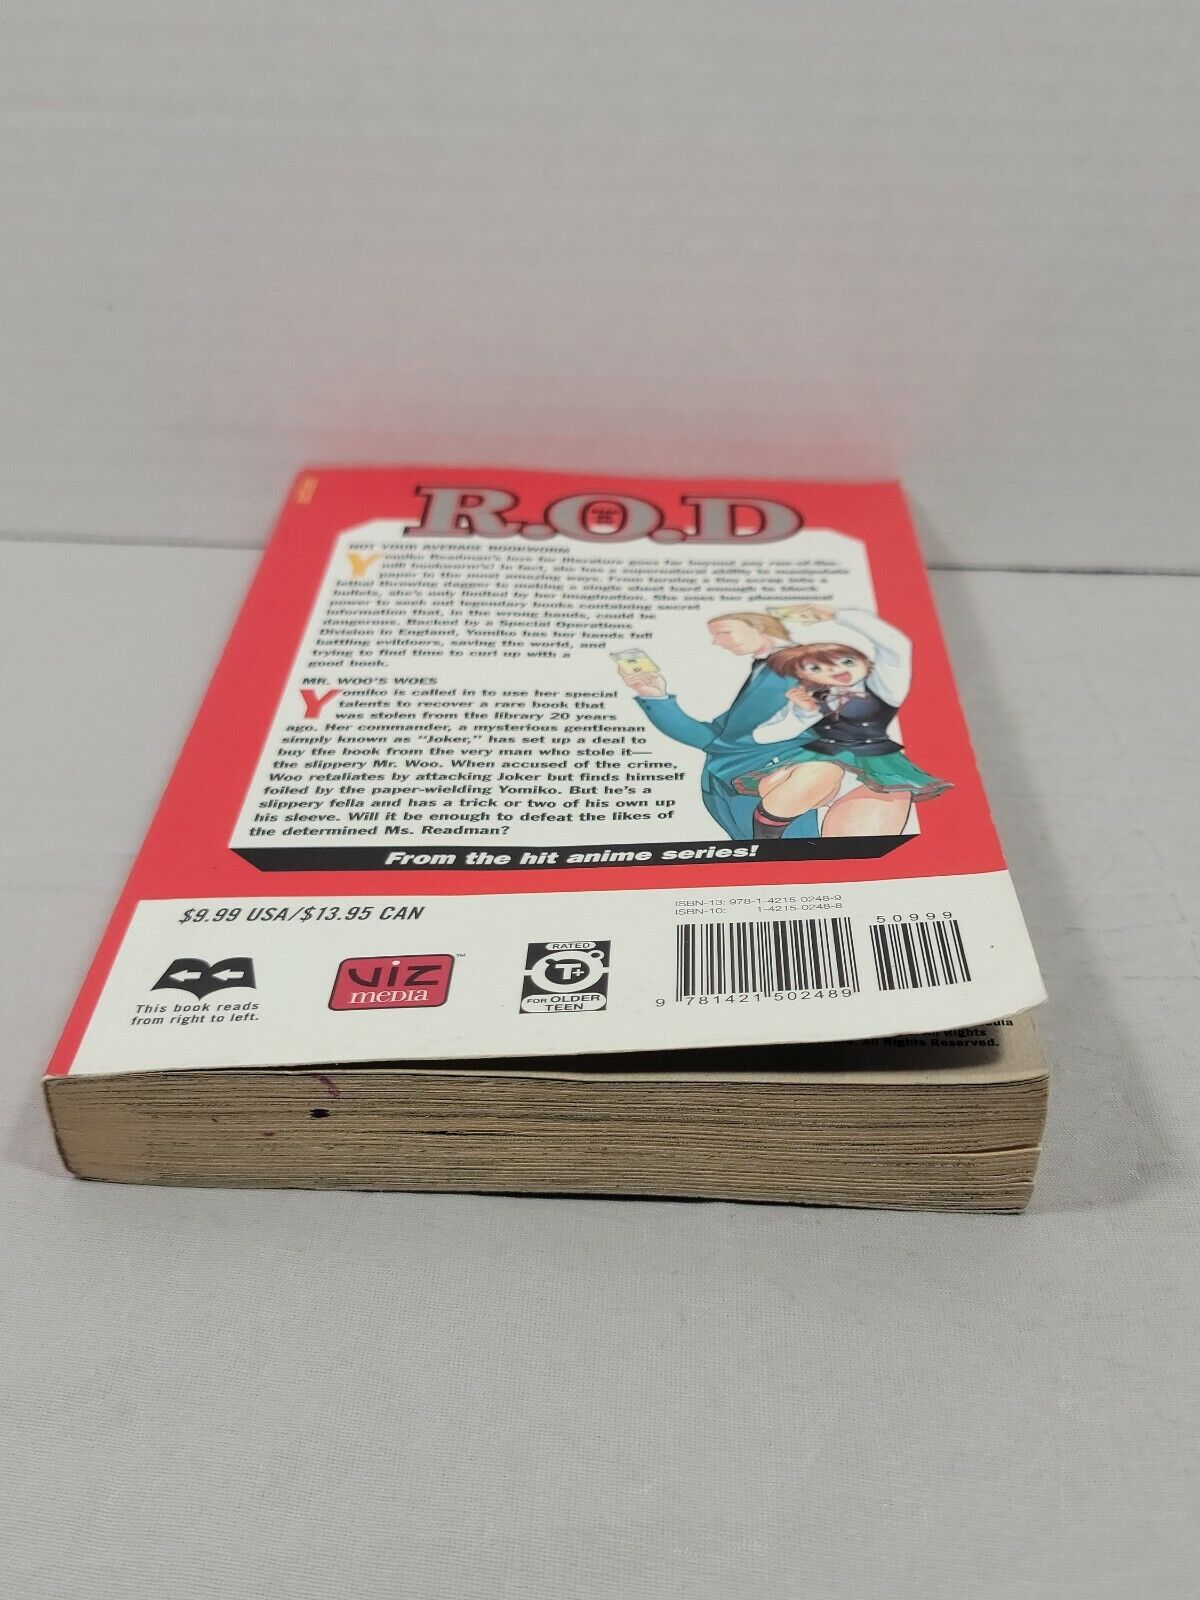 R.O.D
READ OR DIE
NOT YOUR AVERAGE BOOKWORM
Yomiko Readman's love for literature goes far beyond any run-of-the-
mill bookworm's! In fact, she has a supernatural ability to manipulate
paper in the most amazing ways. From turning a tiny scrap into a
lethal throwing dagger to making a single sheet hard enough to block
bullets, she's only limited by her imagination. She uses her phenomenal
power to seek out legendary books containing secret
information that, in the wrong hands, could be
dangerous. Backed by a Special Operations
Division in England, Yomiko has her hands full
battling evildoers, saving the world, and
trying to find time to curl up with a
good book.
MR. WOO'S WOES
Yomiko is called in to use her special
talents to recover a rare book that
was stolen from the library 20 years
ago. Her commander, a mysterious gentleman
simply known as "Joker," has set up a deal to
buy the book from the very man who stole it—
the slippery Mr. Woo. When accused of the crime,
Woo retaliates by attacking Joker but finds himself
foiled by the paper-wielding Yomiko. But he's a
slippery fella and has a trick or two of his own up
his sleeve. Will it be enough to defeat the likes of
the determined Ms. Readman?
From the hit anime series!
$9.99 USA/$13.95 CAN
ISBN-13: 978-1-4215-0248-9
ISBN-10: 1-4215-0248-8
50999
9 781421 502489
This book reads
from right to left.
VIZ
MEDIA
™
RATED
T+
FOR OLDER
TEEN
All Rights
All Rights Reserved.